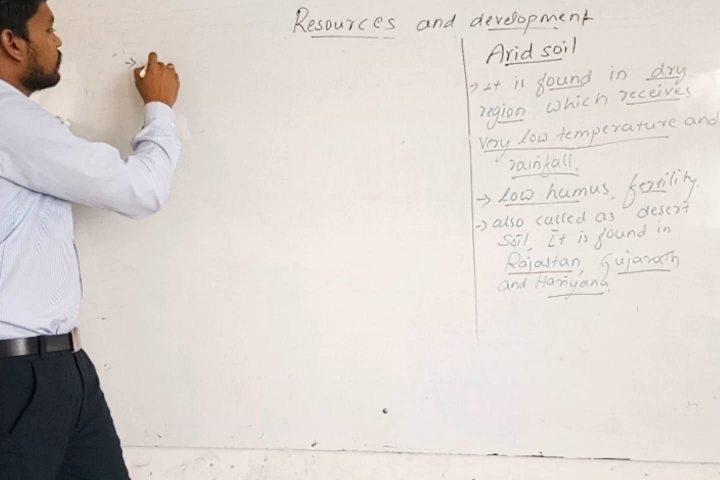 Resources and development
→
Arid soil
→ It is found in dry
region which receives
very low temperature and
rainfall.
→ low humus, fertility.
→ also called as desert
soil. It is found in
Rajastan, Gujarath
and Hariyana.